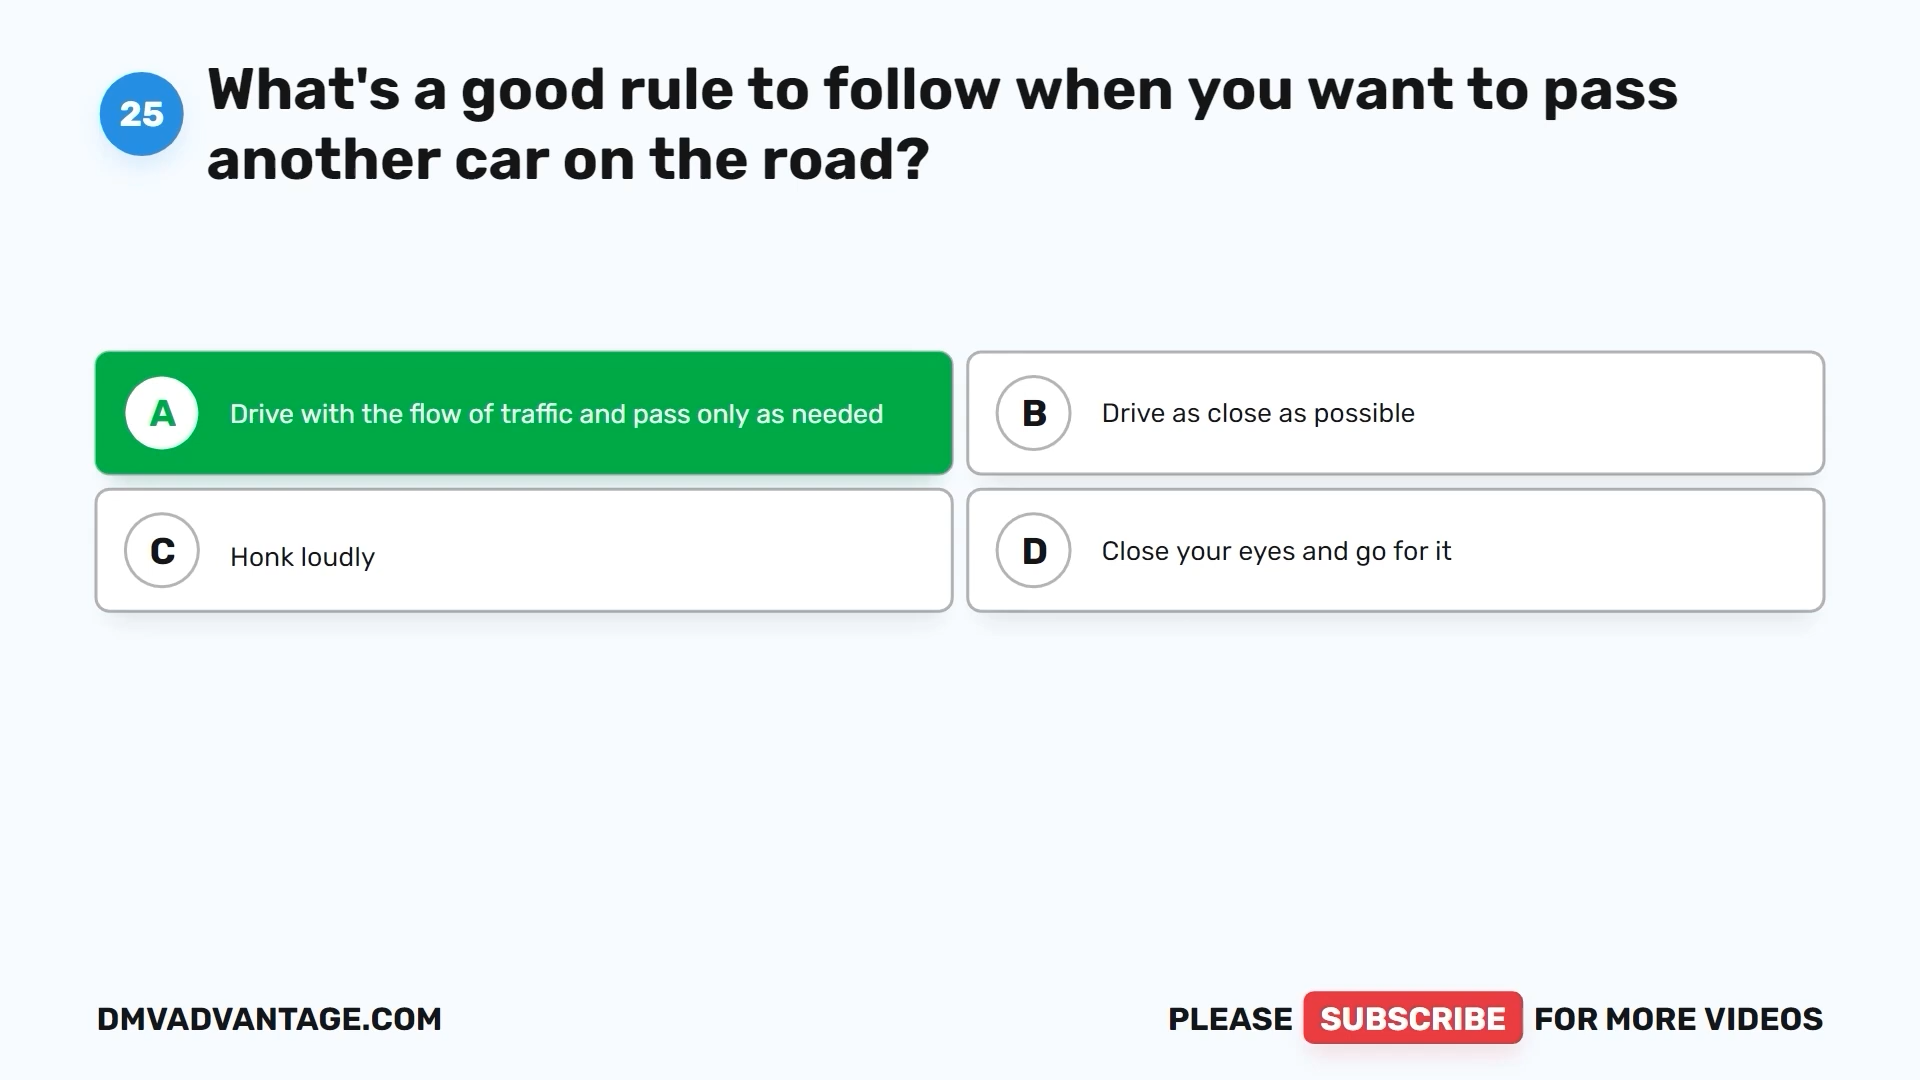 25
What's a good rule to follow when you want to pass
another car on the road?
A Drive with the flow of traffic and pass only as needed
B Drive as close as possible
C Honk loudly
D Close your eyes and go for it
DMVADVANTAGE.COM
PLEASE SUBSCRIBE FOR MORE VIDEOS